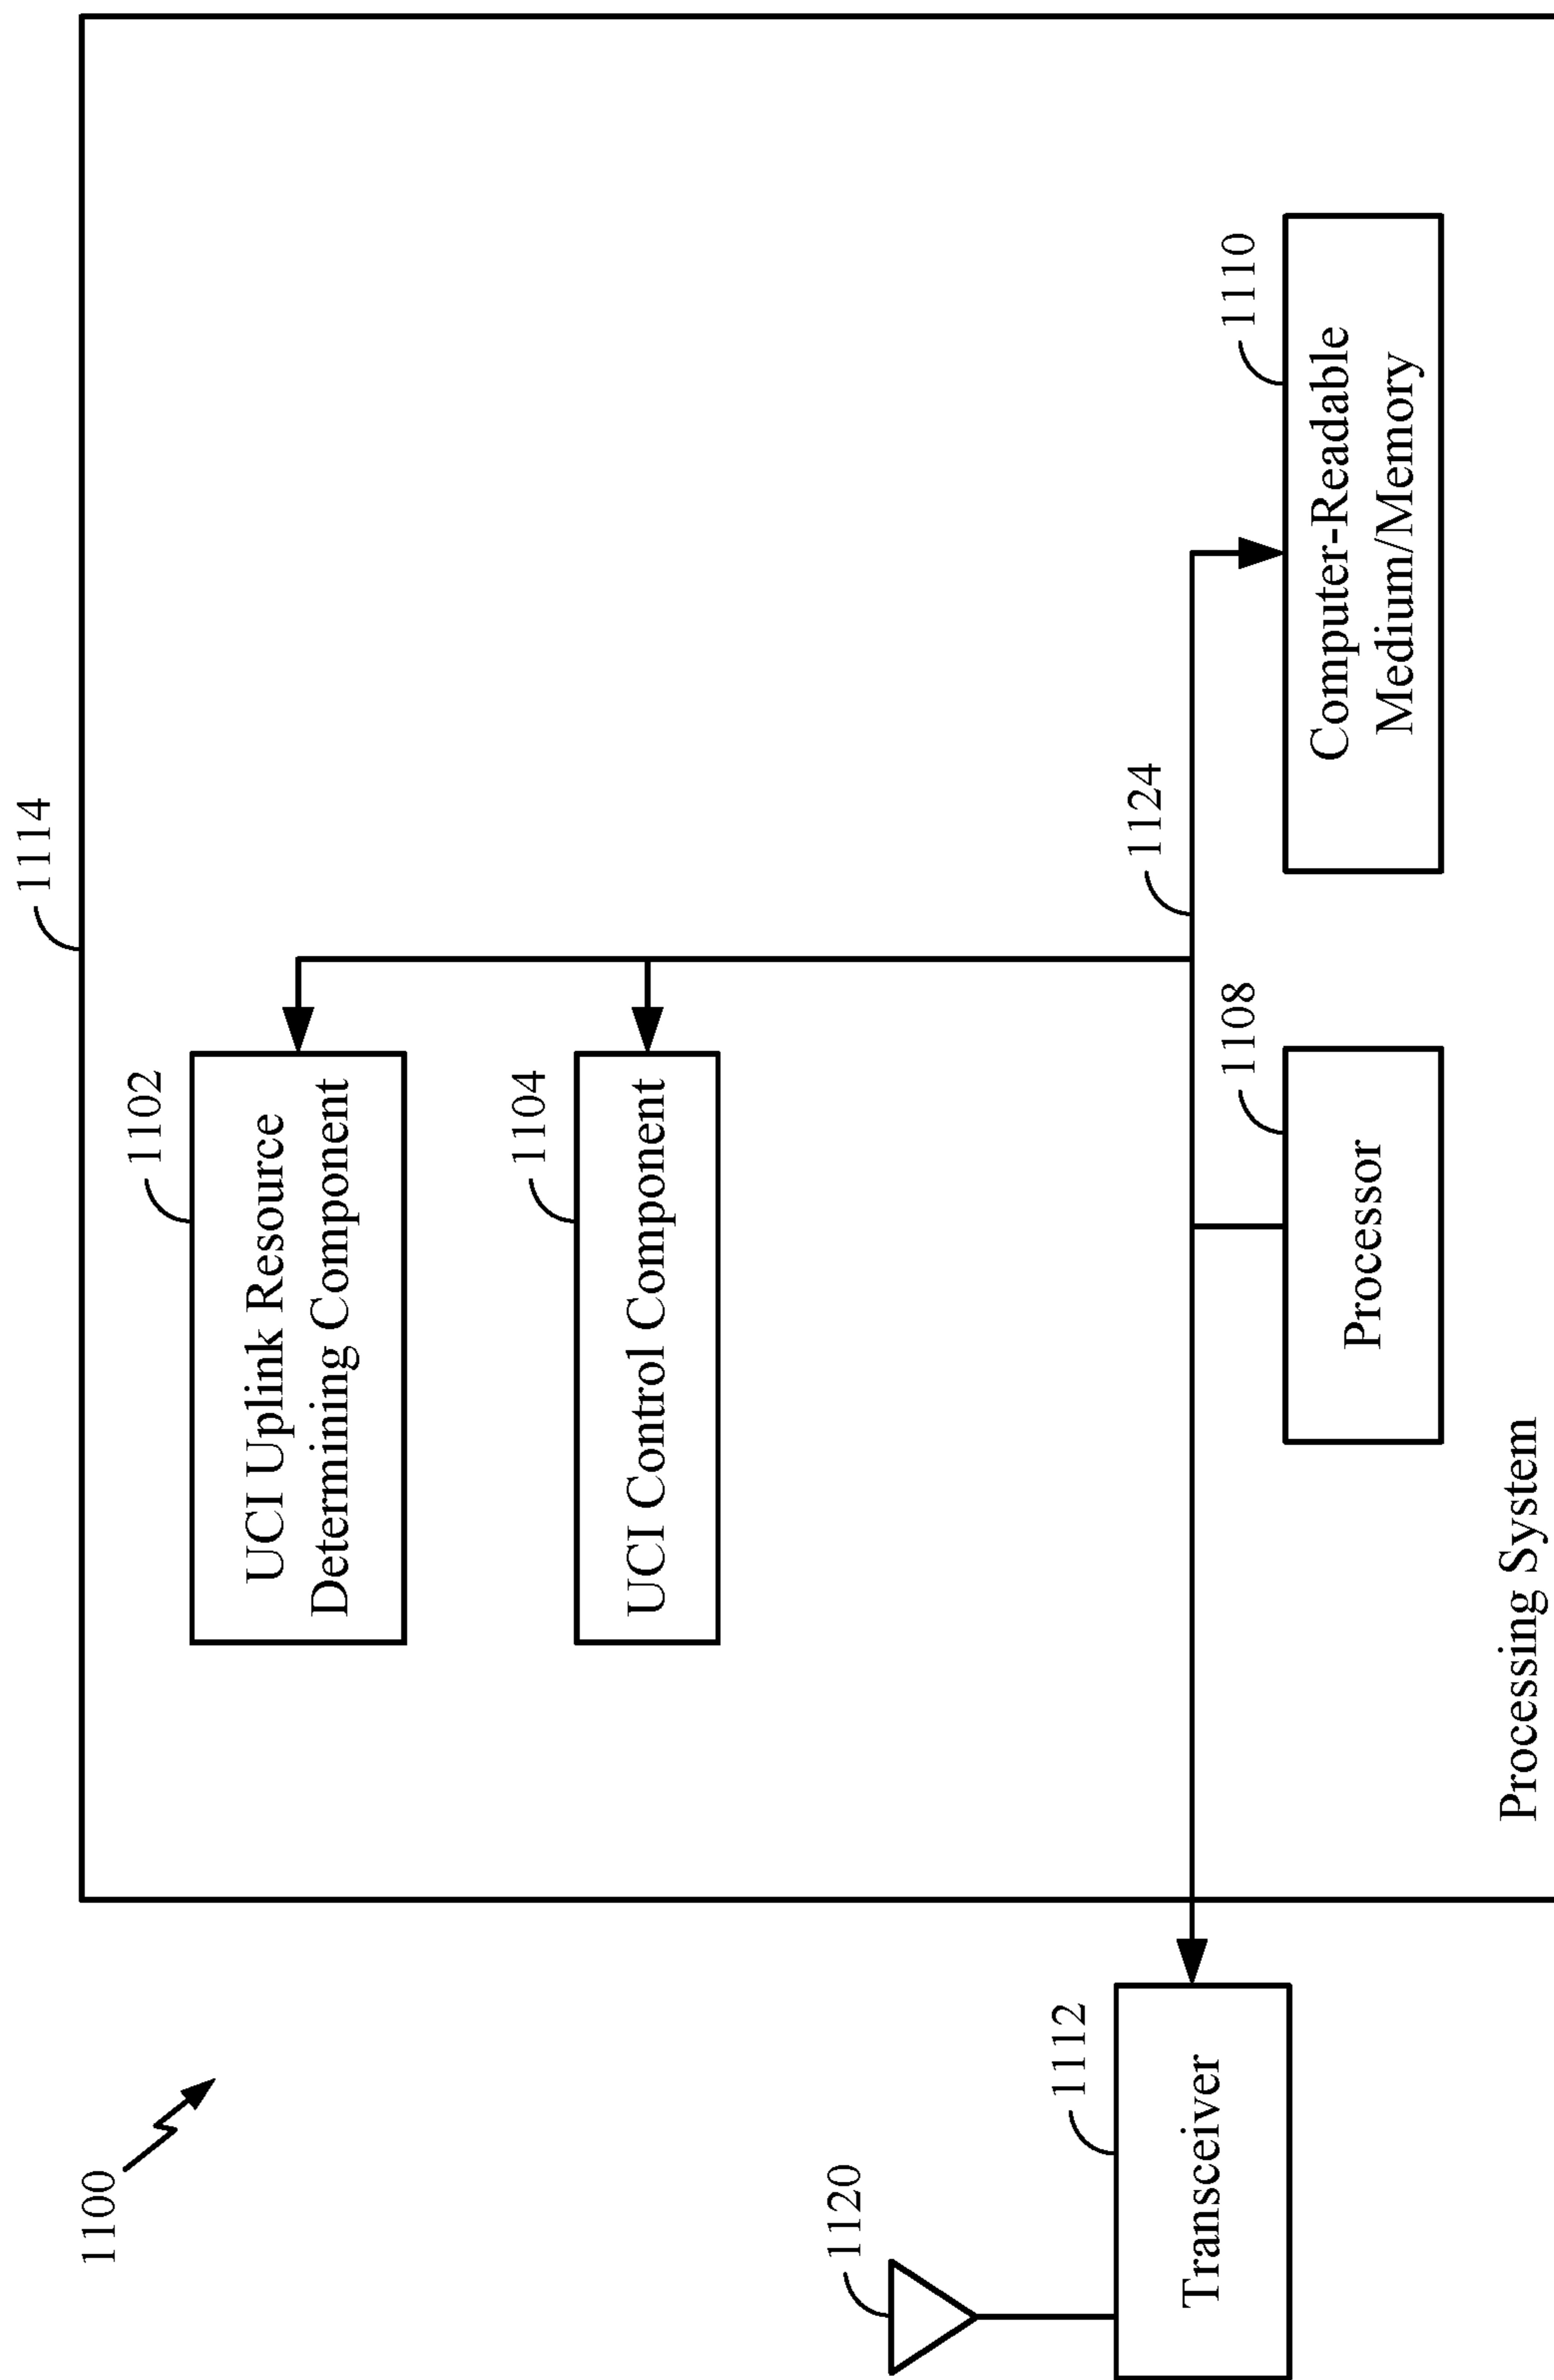 1100
1114
1102
UCI Uplink Resource
Determining Component
1104
UCI Control Component
1120
1112
Transceiver
1124
1108
Processor
1110
Computer-Readable
Medium/Memory
Processing System